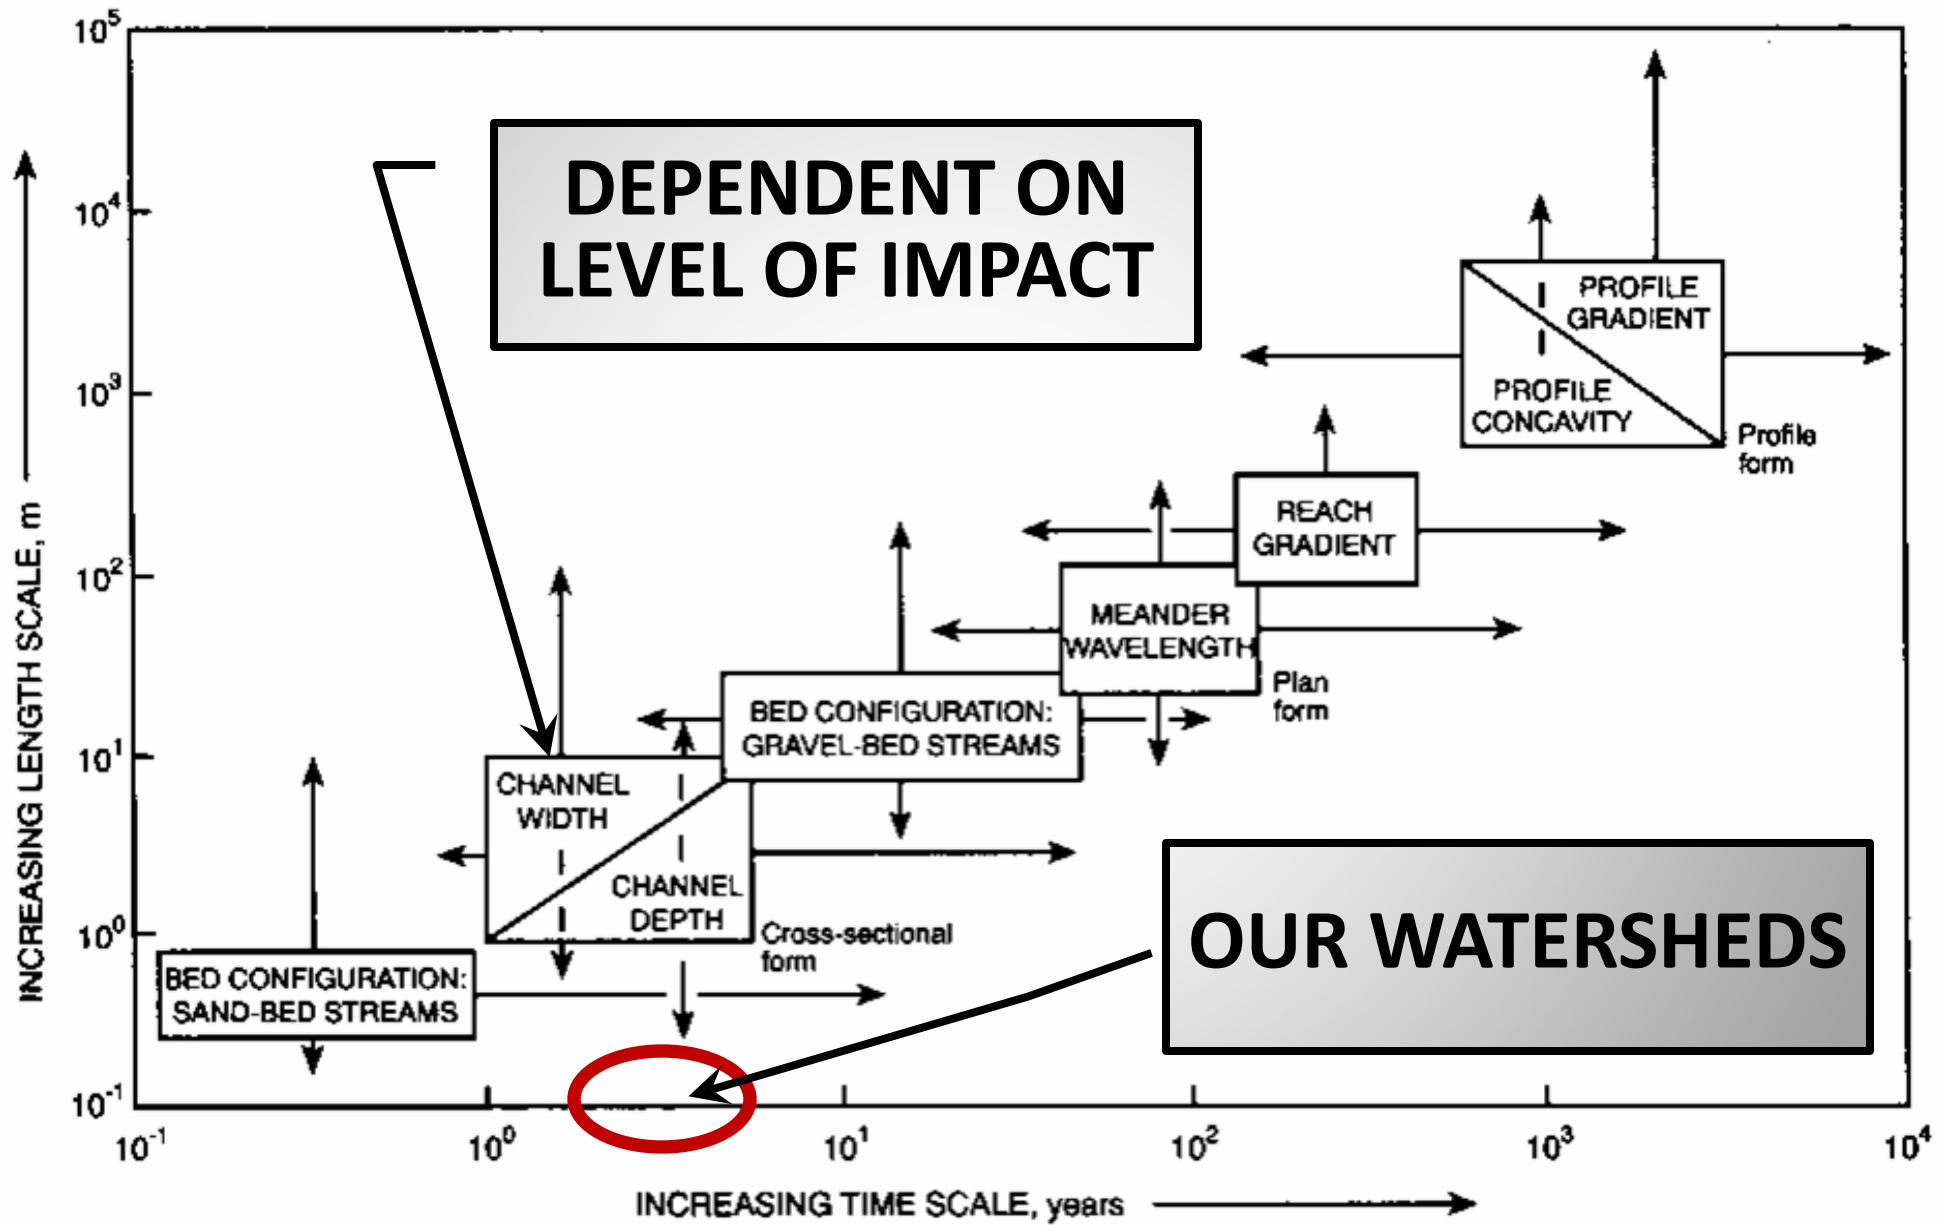 10⁵
10⁴
10³
10²
10¹
10⁰
10⁻¹
INCREASING LENGTH SCALE, m
DEPENDENT ON
LEVEL OF IMPACT
PROFILE
GRADIENT
PROFILE
CONCAVITY
Profile
form
REACH
GRADIENT
MEANDER
WAVELENGTH
Plan
form
BED CONFIGURATION:
GRAVEL-BED STREAMS
CHANNEL
WIDTH
CHANNEL
DEPTH
Cross-sectional
form
BED CONFIGURATION:
SAND-BED STREAMS
OUR WATERSHEDS
10⁻¹
10⁰
10¹
10²
10³
10⁴
INCREASING TIME SCALE, years